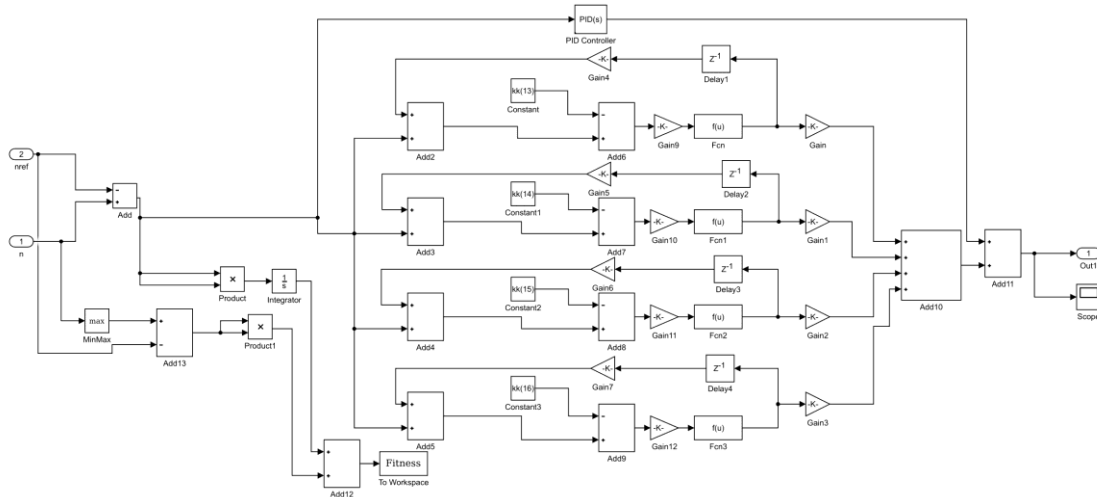 PID(s)
PID Controller
-K-
Gain4
Z-1
Delay1
kk(13)
Constant
+
+
Add2
-
+
Add6
-K-
Gain9
f(u)
Fcn
-K-
Gain
2
nref
-
+
Add
1
n
-K-
Gain5
Z-1
Delay2
kk(14)
Constant1
+
+
Add3
-
+
Add7
-K-
Gain10
f(u)
Fcn1
-K-
Gain1
+
+
+
+
Add10
+
+
Add11
1
Out1
Scope
×
Product
1
s
Integrator
-K-
Gain6
Z-1
Delay3
kk(15)
Constant2
+
+
Add4
-
+
Add8
-K-
Gain11
f(u)
Fcn2
-K-
Gain2
max
MinMax
+
-
Add13
×
Product1
-K-
Gain7
Z-1
Delay4
kk(16)
Constant3
+
+
Add5
-
+
Add9
-K-
Gain12
f(u)
Fcn3
-K-
Gain3
+
+
Add12
Fitness
To Workspace